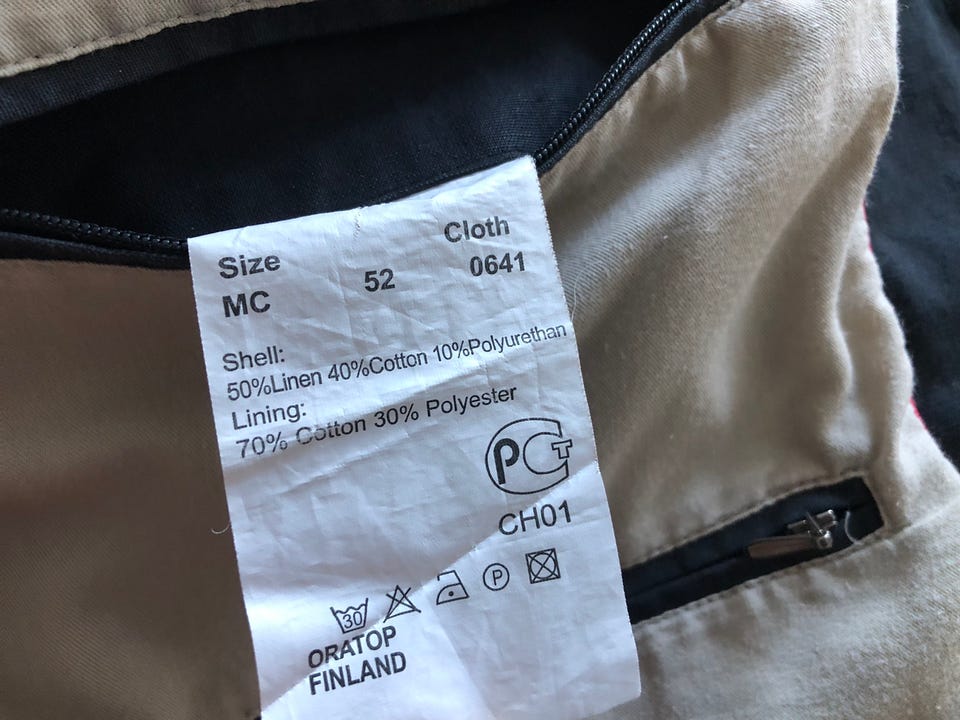 Cloth
Size 52 0641
MC
Shell:
50%Linen 40%Cotton 10%Polyurethan
Lining:
70% Cotton 30% Polyester
РСТ
CH01
30 P
ORATOP
FINLAND